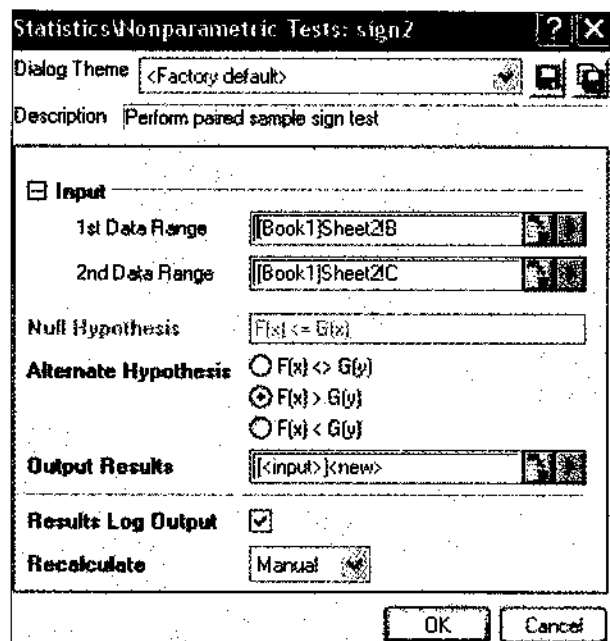 Statistics\Nonparametric Tests: sign2
Dialog Theme <Factory default>
Description Perform paired sample sign test
Input
1st Data Range [Book1]Sheet2!B
2nd Data Range [Book1]Sheet2!C
Null Hypothesis F(x) <= G(x)
Alternate Hypothesis F(x) <> G(y)
F(x) > G(y)
F(x) < G(y)
Output Results [<input>]<new>
Results Log Output
Recalculate Manual
OK Cancel